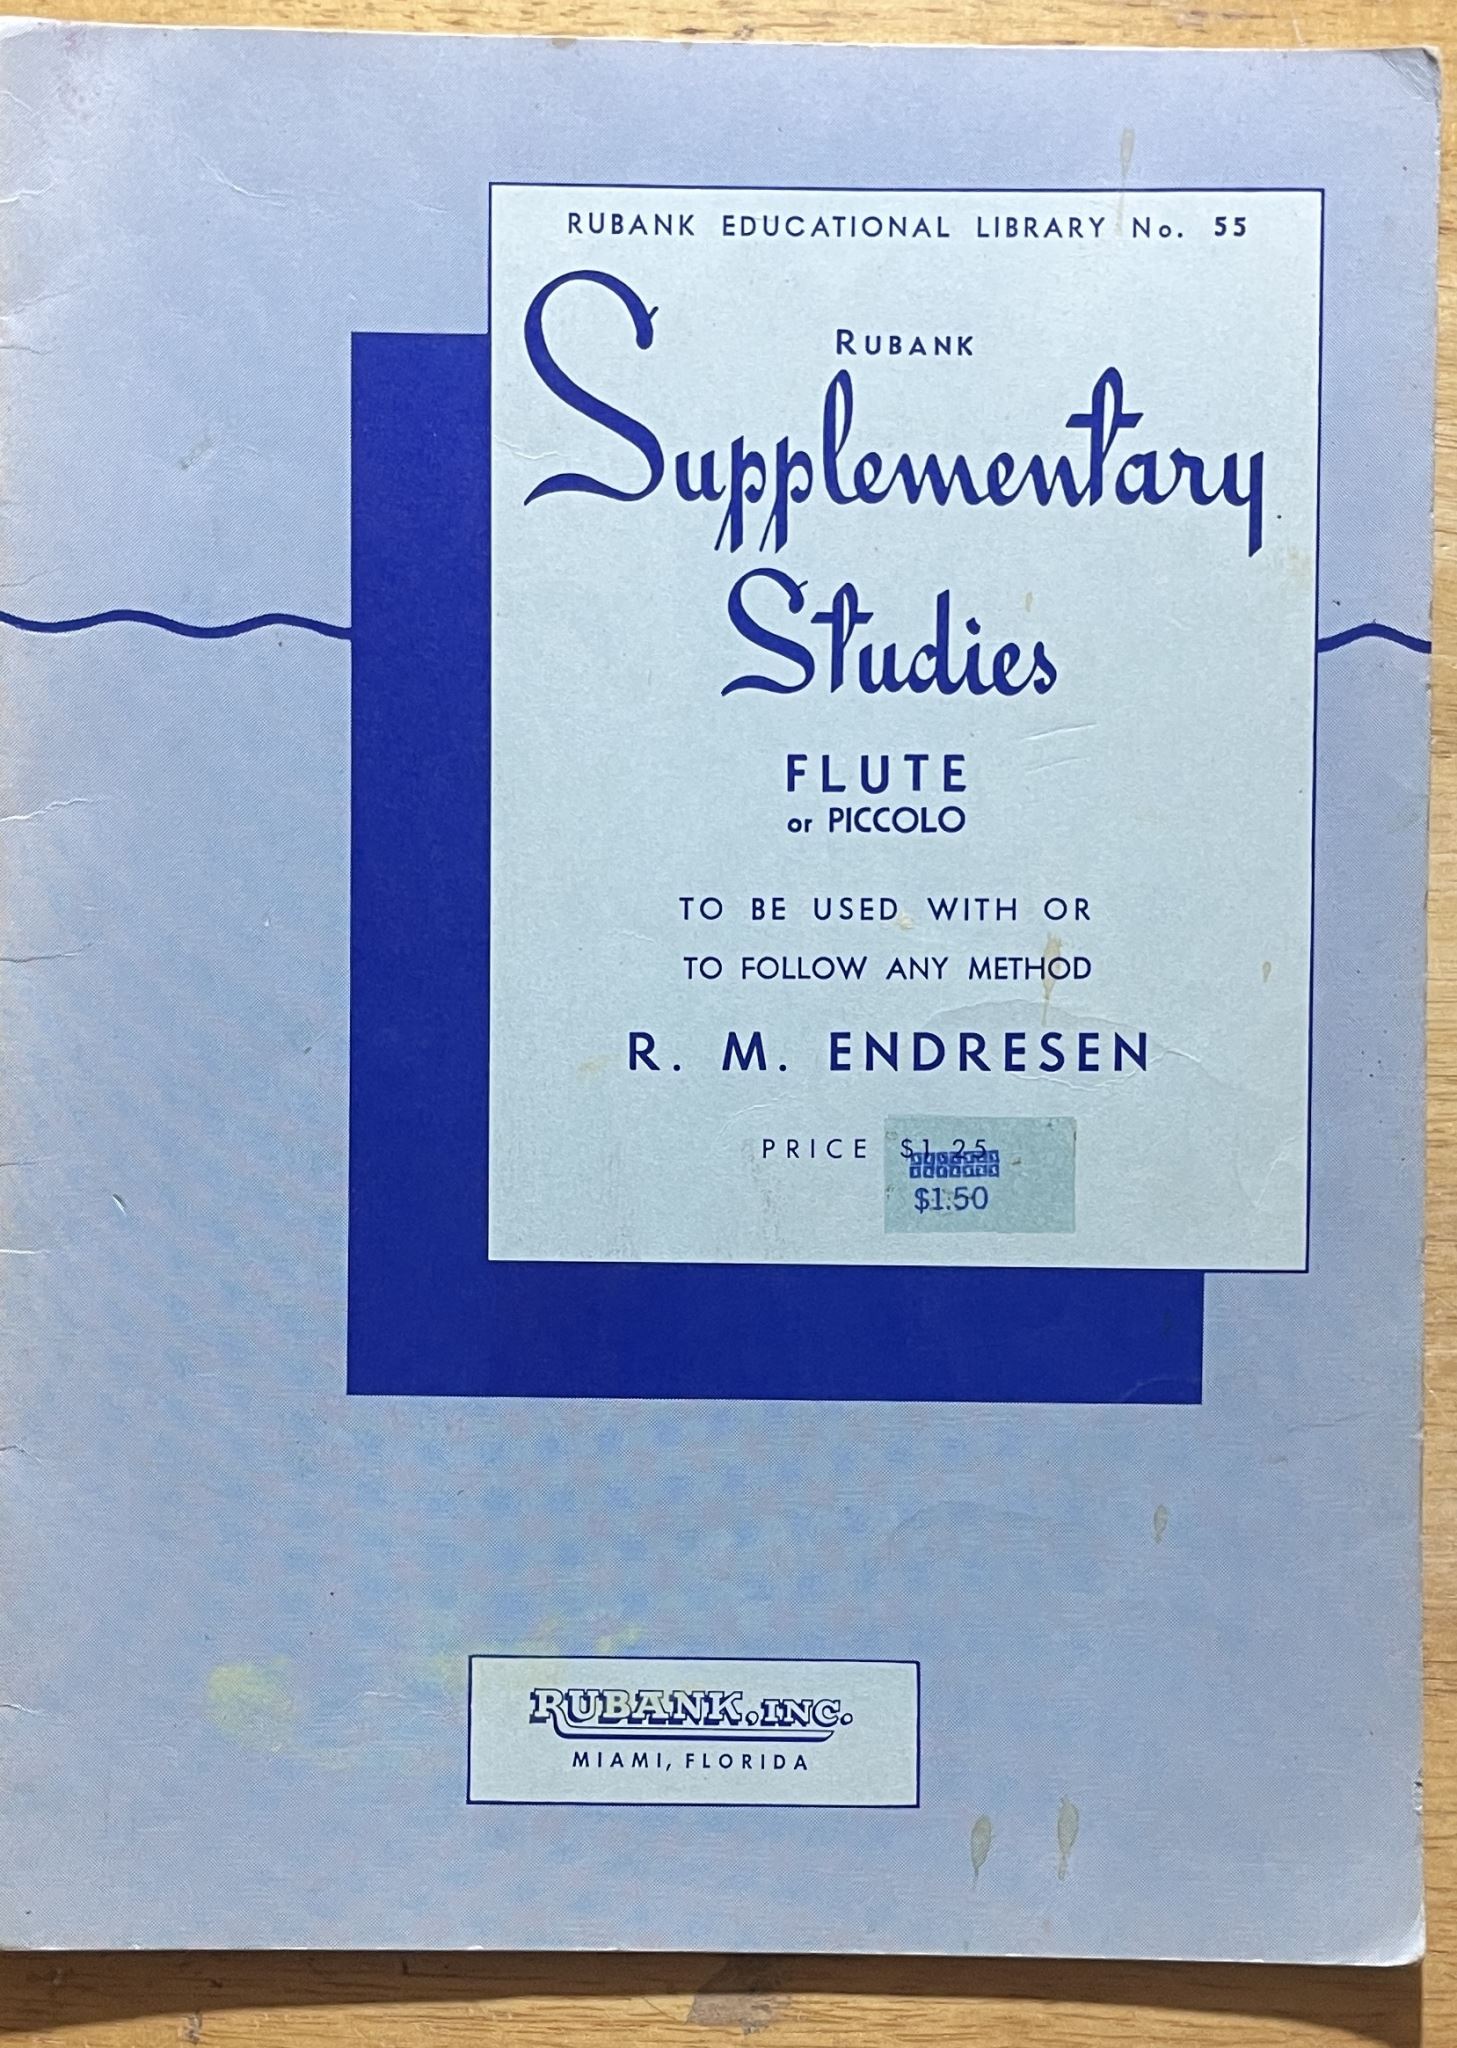 RUBANK EDUCATIONAL LIBRARY No. 55
RUBANK
Supplementary
Studies
FLUTE
or PICCOLO
TO BE USED WITH OR
TO FOLLOW ANY METHOD
R. M. ENDRESEN
PRICE $1.25
$1.50
RUBANK, INC.
MIAMI, FLORIDA